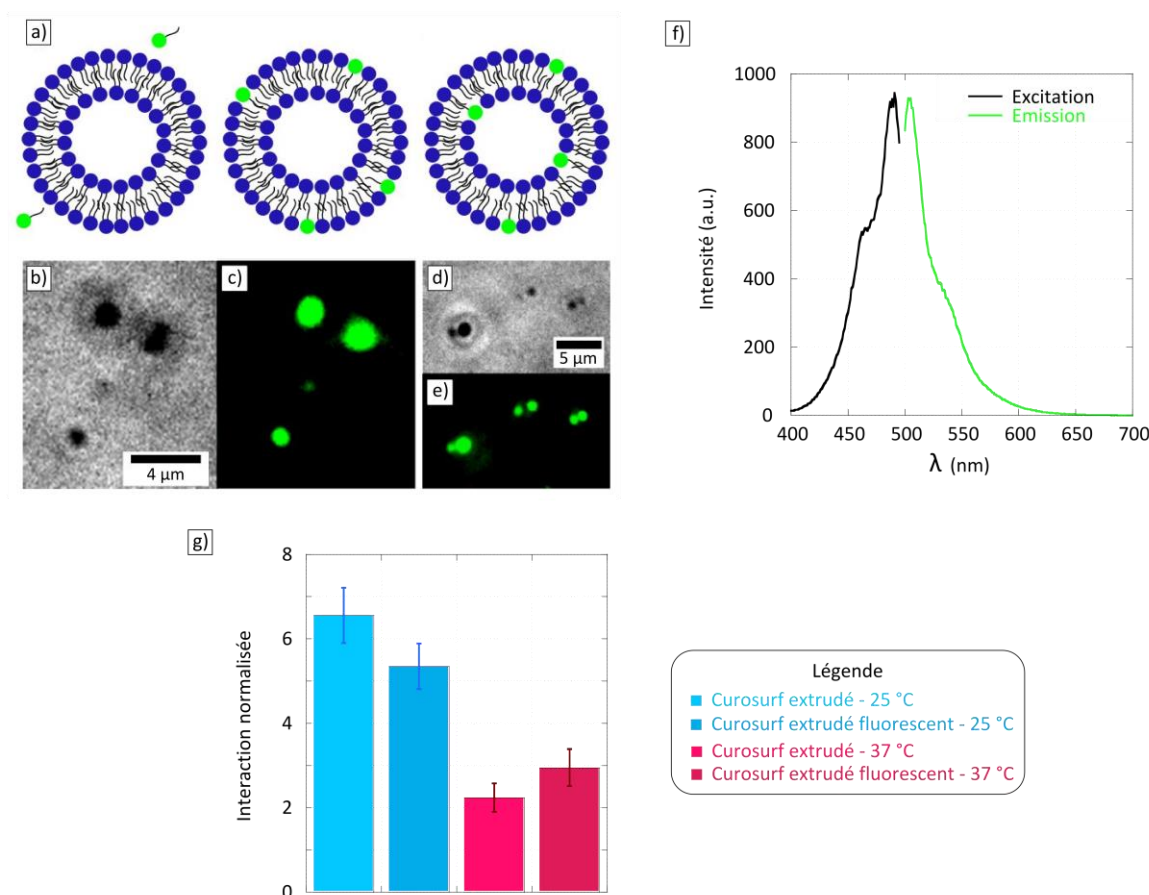 a)
b)
4 µm
c)
d)
5 µm
e)
f)
Intensité (a.u.)
1000
800
600
400
200
0
Excitation
Emission
400
450
500
550
600
650
700
λ (nm)
g)
Interaction normalisée
8
6
4
2
0
Légende
Curosurf extrudé - 25 °C
Curosurf extrudé fluorescent - 25 °C
Curosurf extrudé - 37 °C
Curosurf extrudé fluorescent - 37 °C